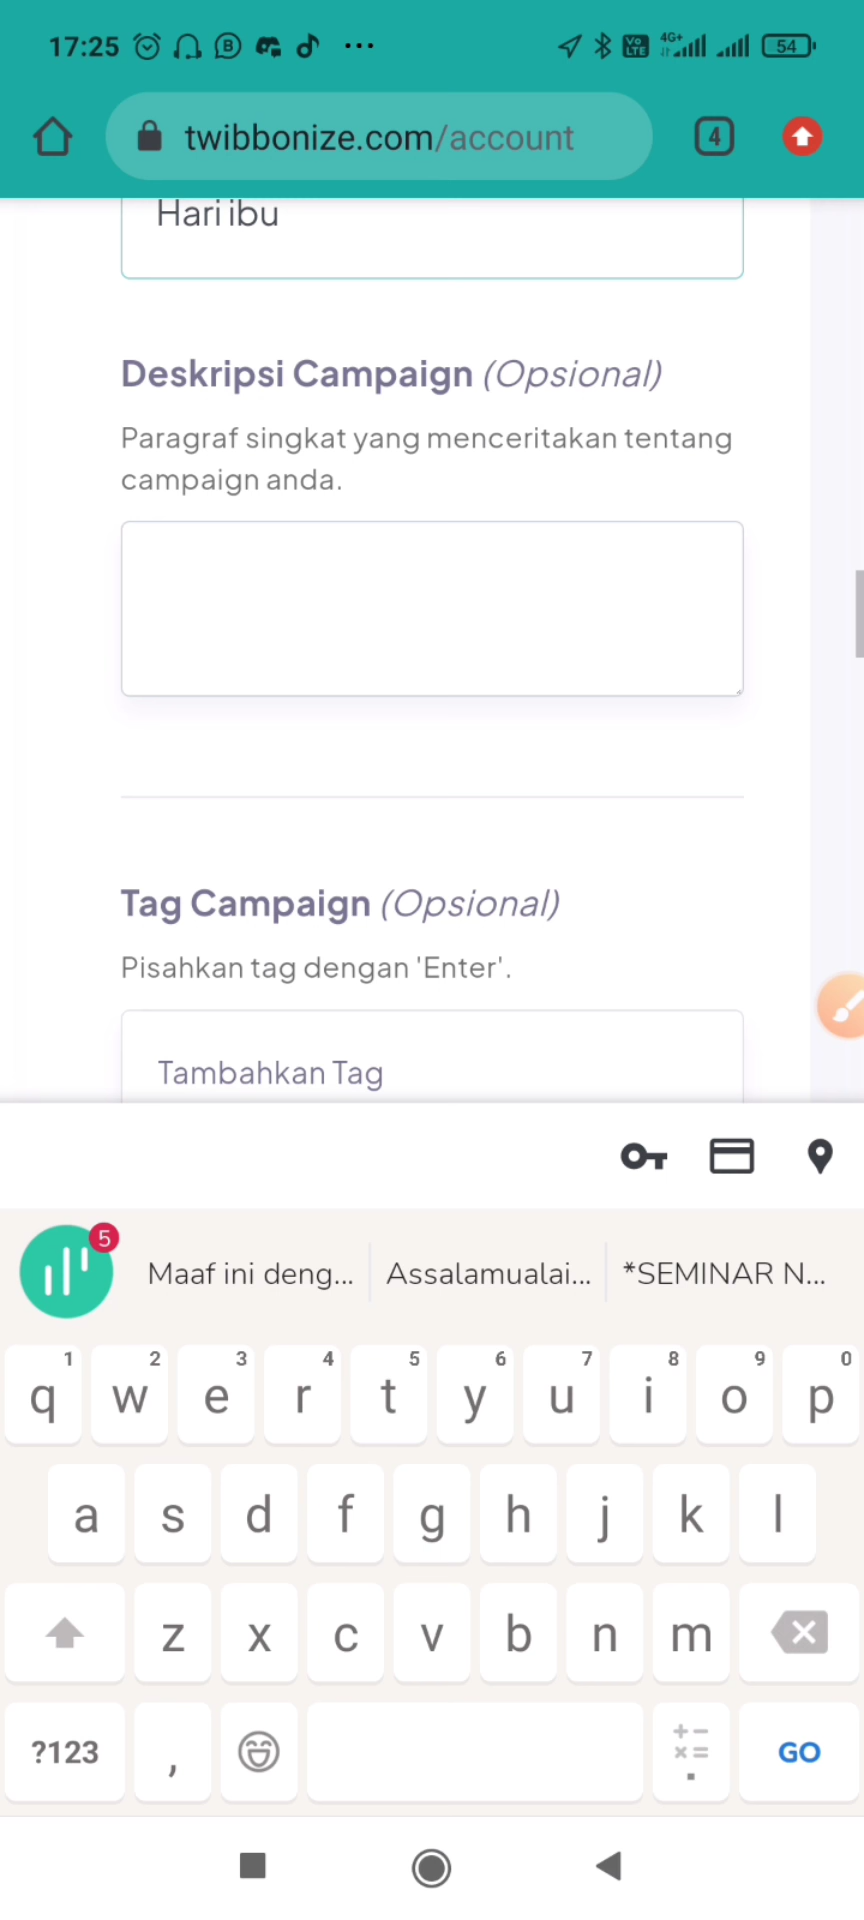 17:25 B ... VoLTE 4G+ 54
twibbonize.com/account 4
Hari ibu
Deskripsi Campaign (Opsional)
Paragraf singkat yang menceritakan tentang
campaign anda.
Tag Campaign (Opsional)
Pisahkan tag dengan 'Enter'.
Tambahkan Tag
5 Maaf ini deng... Assalamualai... *SEMINAR N...
1 2 3 4 5 6 7 8 9 0
q w e r t y u i o p
a s d f g h j k l
z x c v b n m
?123 , + − × = . GO